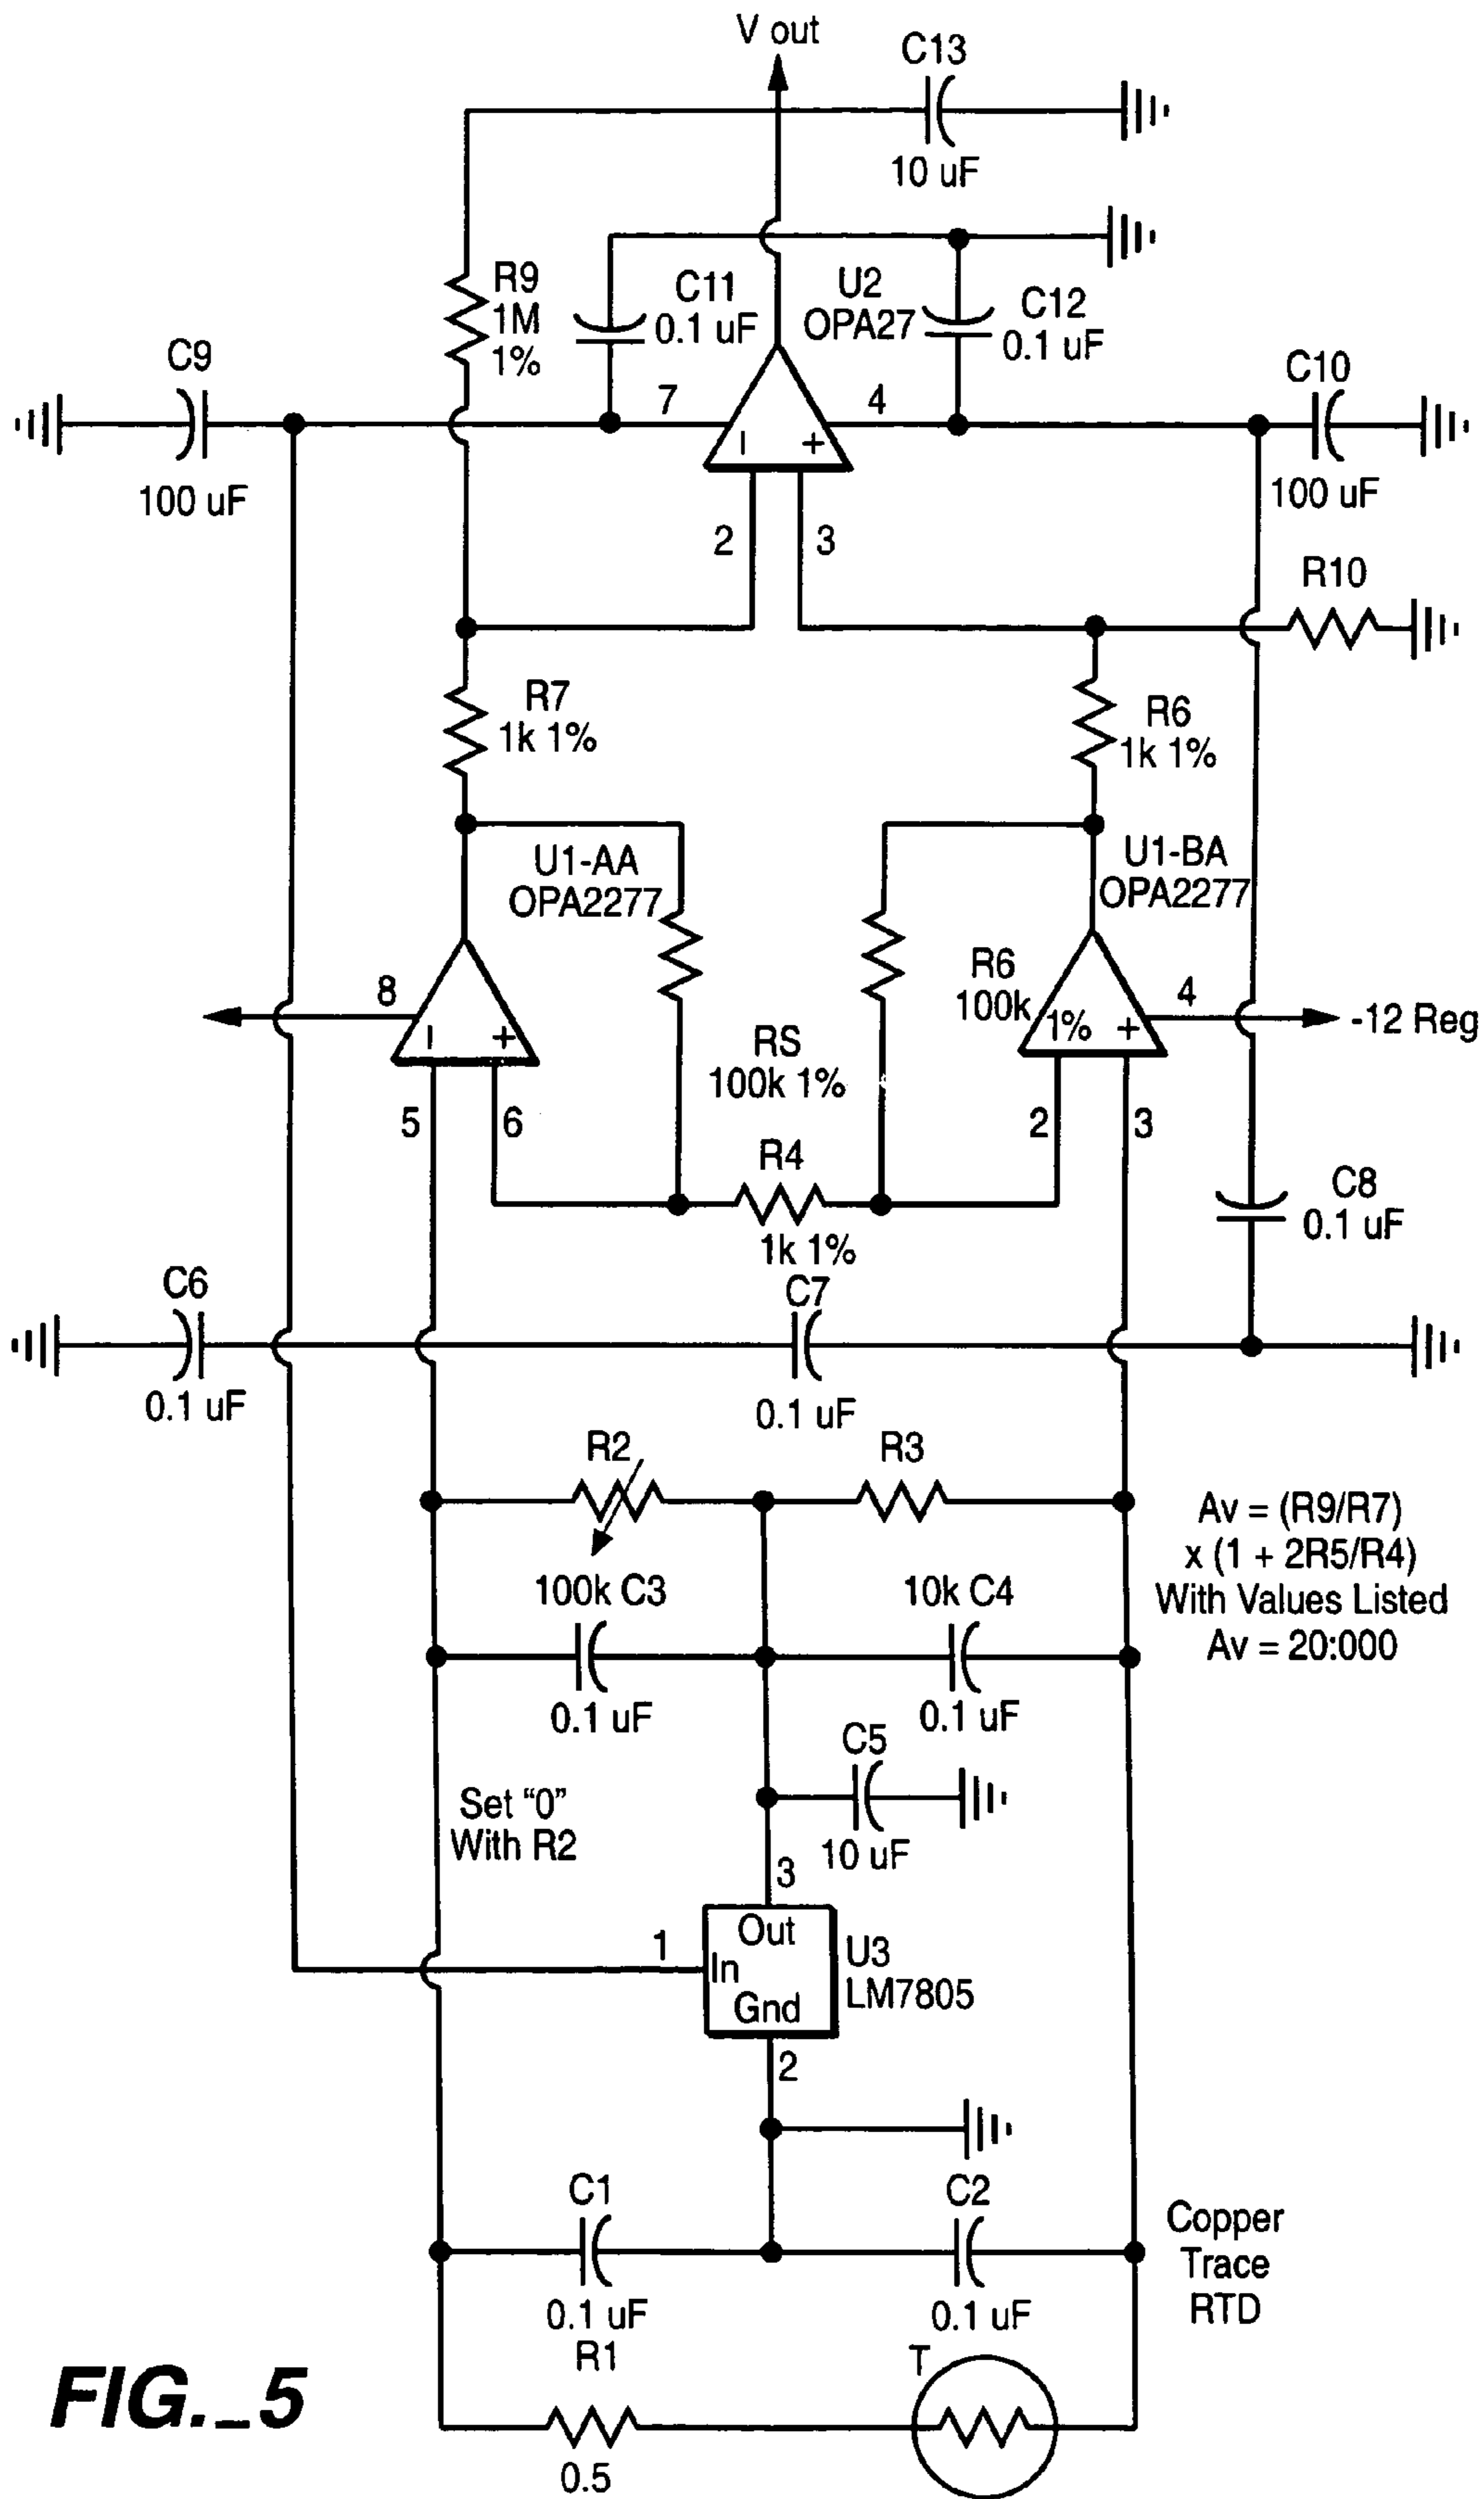 V out
C13
10 uF
R9
1M
1%
C11
0.1 uF
U2
OPA27
C12
0.1 uF
C9
100 uF
7
4
C10
100 uF
2
3
R10
R7
1k 1%
R6
1k 1%
U1-AA
OPA2277
U1-BA
OPA2277
8
R6
100k
1%
4
-12 Reg
RS
100k 1%
5
6
2
3
R4
1k 1%
C8
0.1 uF
C6
0.1 uF
C7
0.1 uF
R2
R3
Av = (R9/R7)
x (1 + 2R5/R4)
With Values Listed
Av = 20:000
100k C3
10k C4
0.1 uF
0.1 uF
C5
10 uF
Set “0”
With R2
3
1
Out
In
Gnd
U3
LM7805
2
C1
0.1 uF
C2
0.1 uF
Copper
Trace
RTD
R1
0.5
T
FIG._5